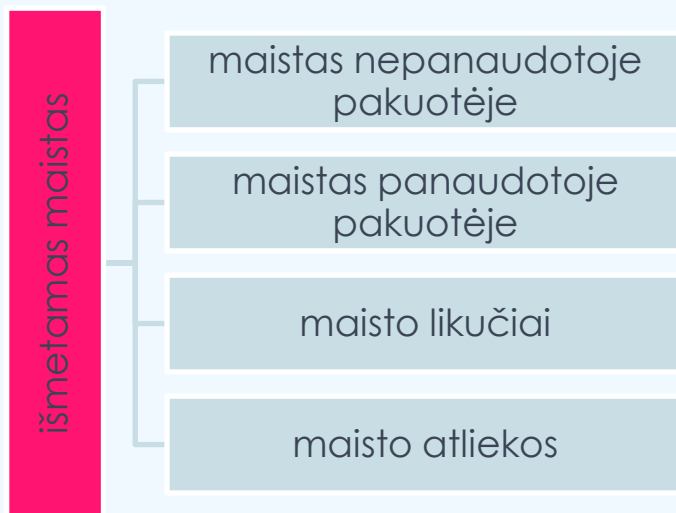 išmetamas maistas
maistas nepanaudotoje
pakuotėje
maistas panaudotoje
pakuotėje
maisto likučiai
maisto atliekos